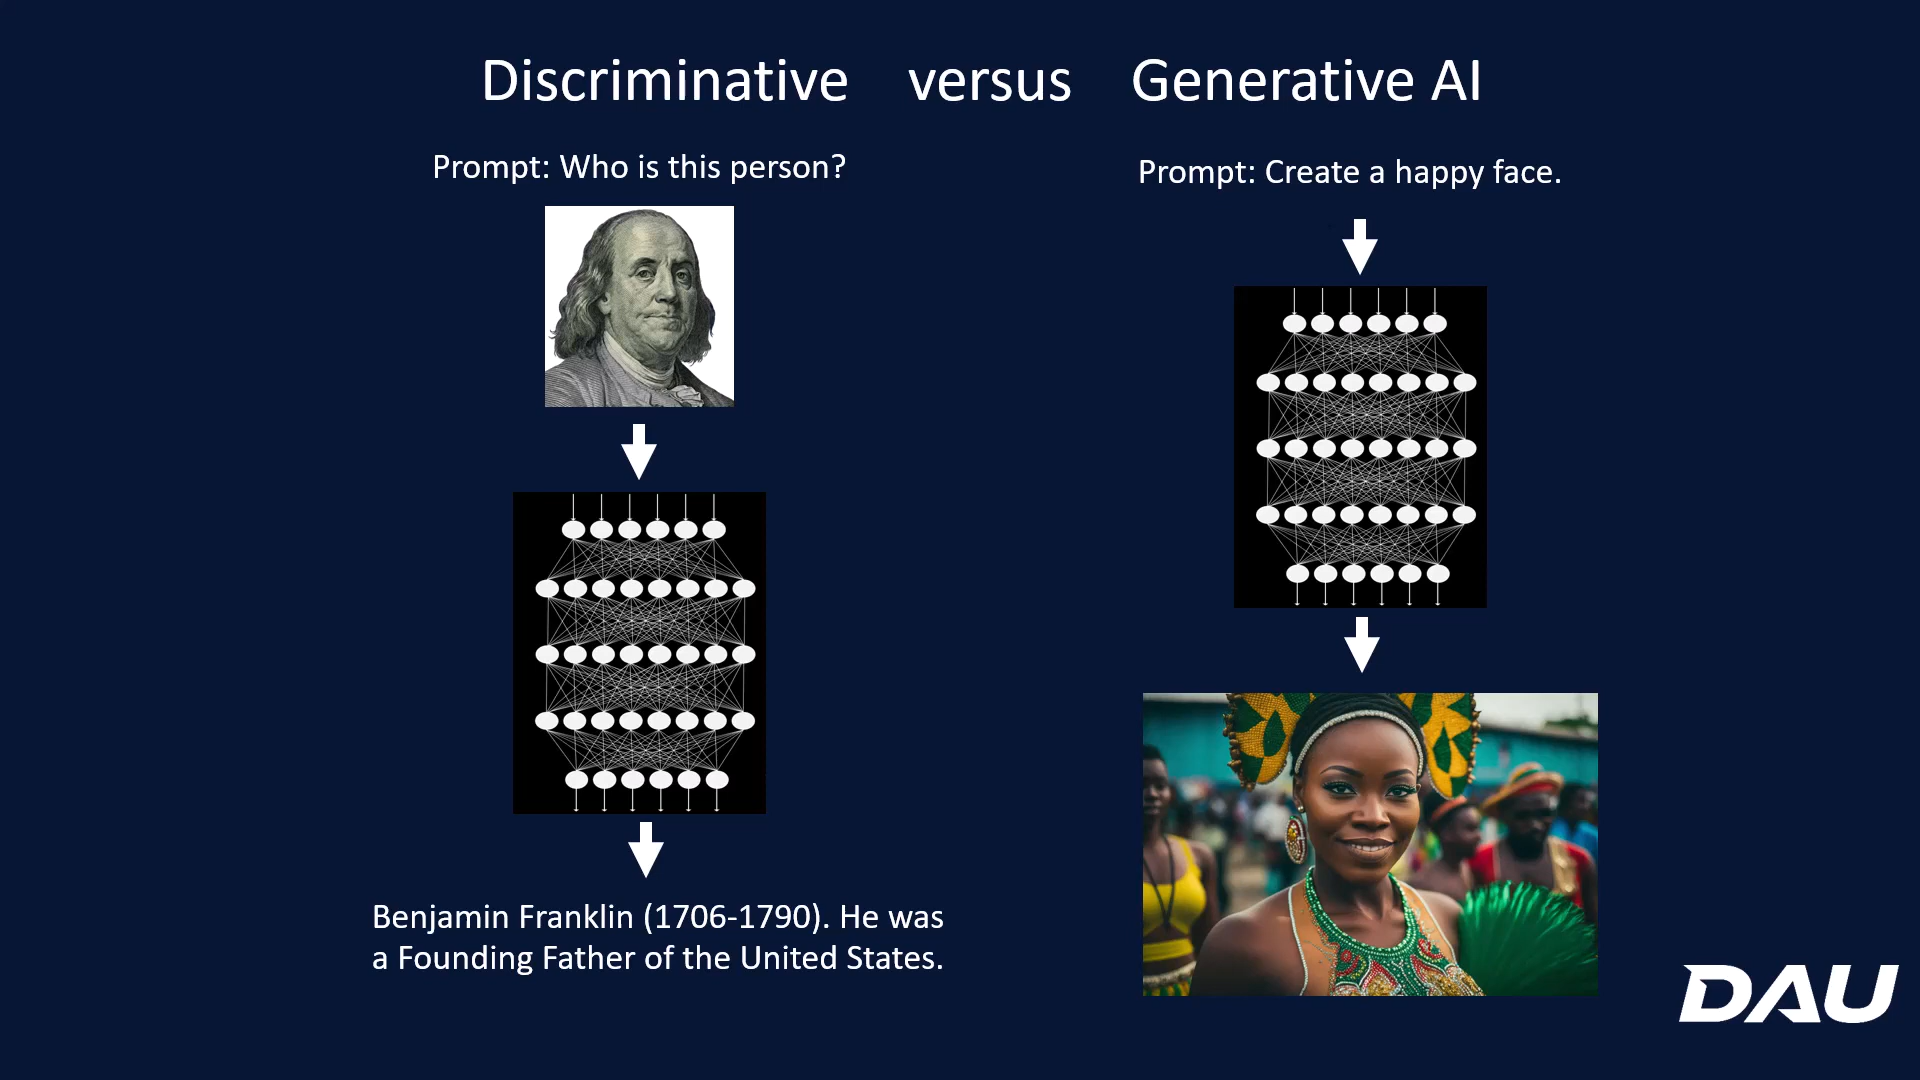 Discriminative versus Generative AI
Prompt: Who is this person?
Benjamin Franklin (1706-1790). He was
a Founding Father of the United States.
Prompt: Create a happy face.
DAU